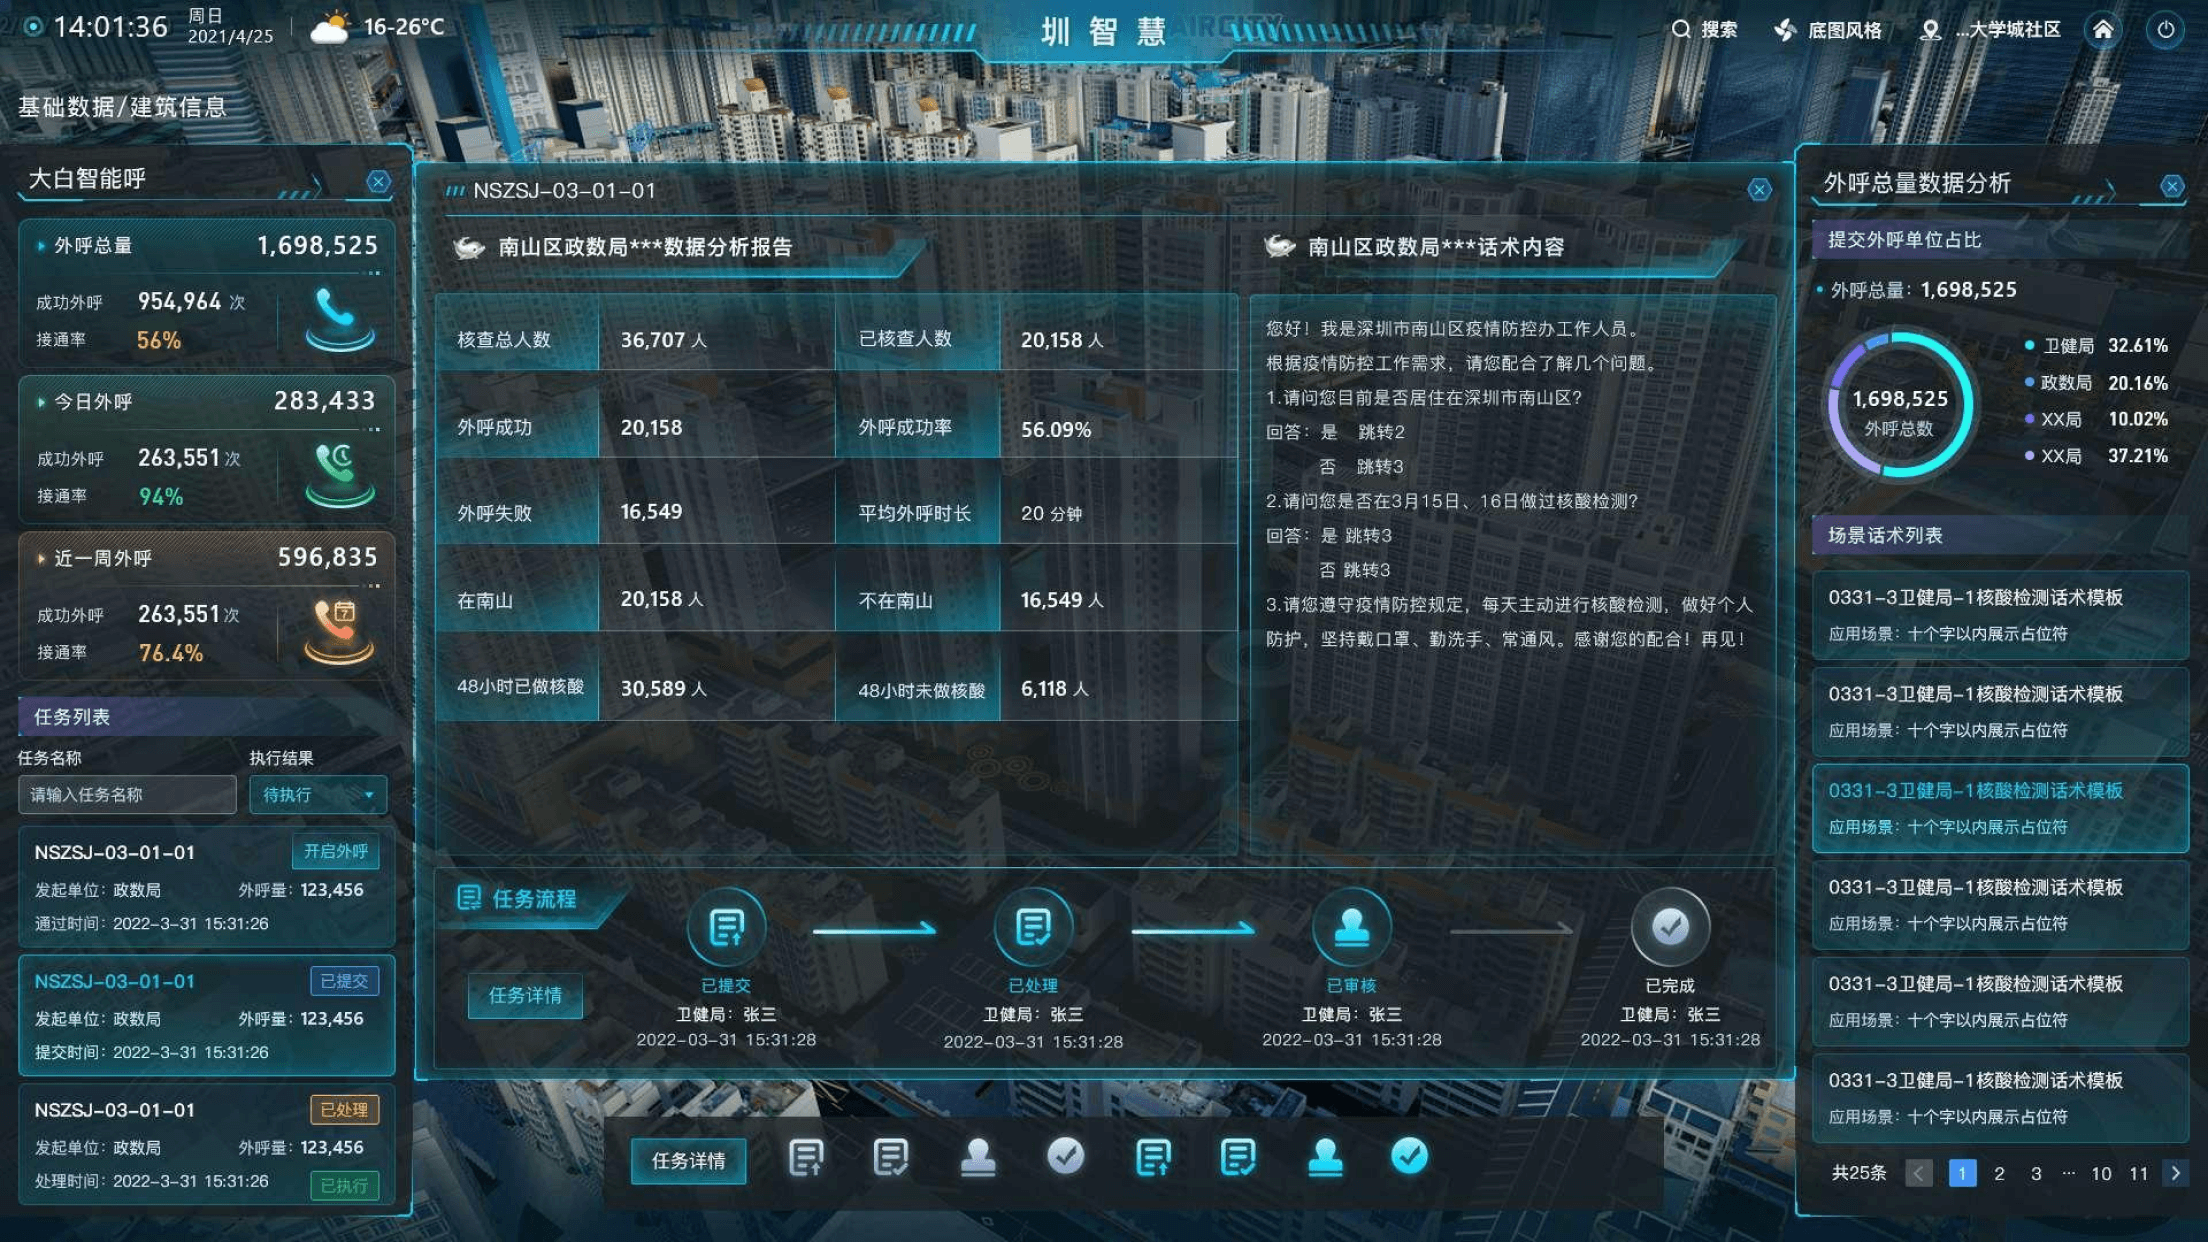 14:01:36
周日
2021/4/25
16-26°C
圳智慧
AIRCITY
搜索
底图风格
...大学城社区
基础数据/建筑信息
大白智能呼
外呼总量 1,698,525
成功外呼 954,964 次
接通率 56%
今日外呼 283,433
成功外呼 263,551 次
接通率 94%
近一周外呼 596,835
7
成功外呼 263,551 次
接通率 76.4%
任务列表
任务名称 执行结果
请输入任务名称 待执行
NSZSJ-03-01-01 开启外呼
发起单位：政数局 外呼量：123,456
通过时间：2022-3-31 15:31:26
NSZSJ-03-01-01 已提交
发起单位：政数局 外呼量：123,456
提交时间：2022-3-31 15:31:26
NSZSJ-03-01-01 已处理
发起单位：政数局 外呼量：123,456
处理时间：2022-3-31 15:31:26 已执行
NSZSJ-03-01-01
南山区政数局***数据分析报告
核查总人数 36,707 人 已核查人数 20,158 人
外呼成功 20,158 外呼成功率 56.09%
外呼失败 16,549 平均外呼时长 20 分钟
在南山 20,158 人 不在南山 16,549 人
48小时已做核酸 30,589 人 48小时未做核酸 6,118 人
南山区政数局***话术内容
您好！我是深圳市南山区疫情防控办工作人员。
根据疫情防控工作需求，请您配合了解几个问题。
1.请问您目前是否居住在深圳市南山区?
回答：是 跳转2
否 跳转3
2.请问您是否在3月15日、16日做过核酸检测?
回答：是 跳转3
否 跳转3
3.请您遵守疫情防控规定，每天主动进行核酸检测，做好个人
防护，坚持戴口罩、勤洗手、常通风。感谢您的配合！再见！
任务流程
任务详情
已提交
卫健局：张三
2022-03-31 15:31:28
已处理
卫健局：张三
2022-03-31 15:31:28
已审核
卫健局：张三
2022-03-31 15:31:28
已完成
卫健局：张三
2022-03-31 15:31:28
任务详情
外呼总量数据分析
提交外呼单位占比
外呼总量：1,698,525
1,698,525
外呼总数
卫健局 32.61%
政数局 20.16%
XX局 10.02%
XX局 37.21%
场景话术列表
0331-3卫健局-1核酸检测话术模板
应用场景：十个字以内展示占位符
0331-3卫健局-1核酸检测话术模板
应用场景：十个字以内展示占位符
0331-3卫健局-1核酸检测话术模板
应用场景：十个字以内展示占位符
0331-3卫健局-1核酸检测话术模板
应用场景：十个字以内展示占位符
0331-3卫健局-1核酸检测话术模板
应用场景：十个字以内展示占位符
0331-3卫健局-1核酸检测话术模板
应用场景：十个字以内展示占位符
共25条 < 1 2 3 ··· 10 11 >